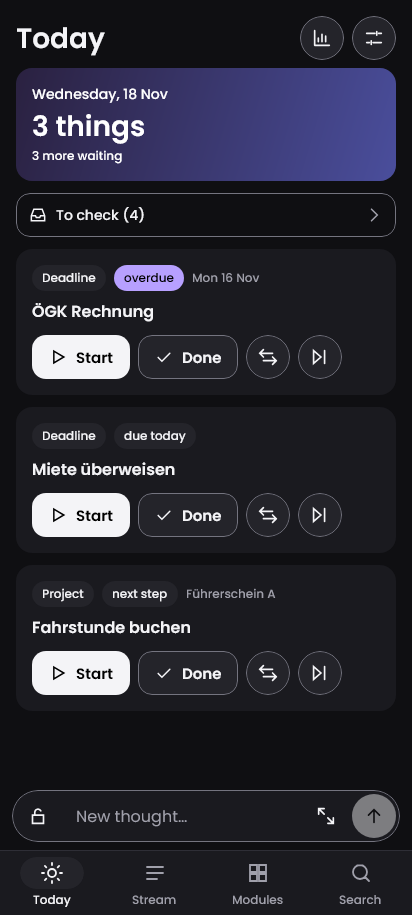 Today
Wednesday, 18 Nov
3 things
3 more waiting
To check (4)
Deadline overdue Mon 16 Nov
ÖGK Rechnung
Start Done
Deadline due today
Miete überweisen
Start Done
Project next step Führerschein A
Fahrstunde buchen
Start Done
New thought...
Today Stream Modules Search